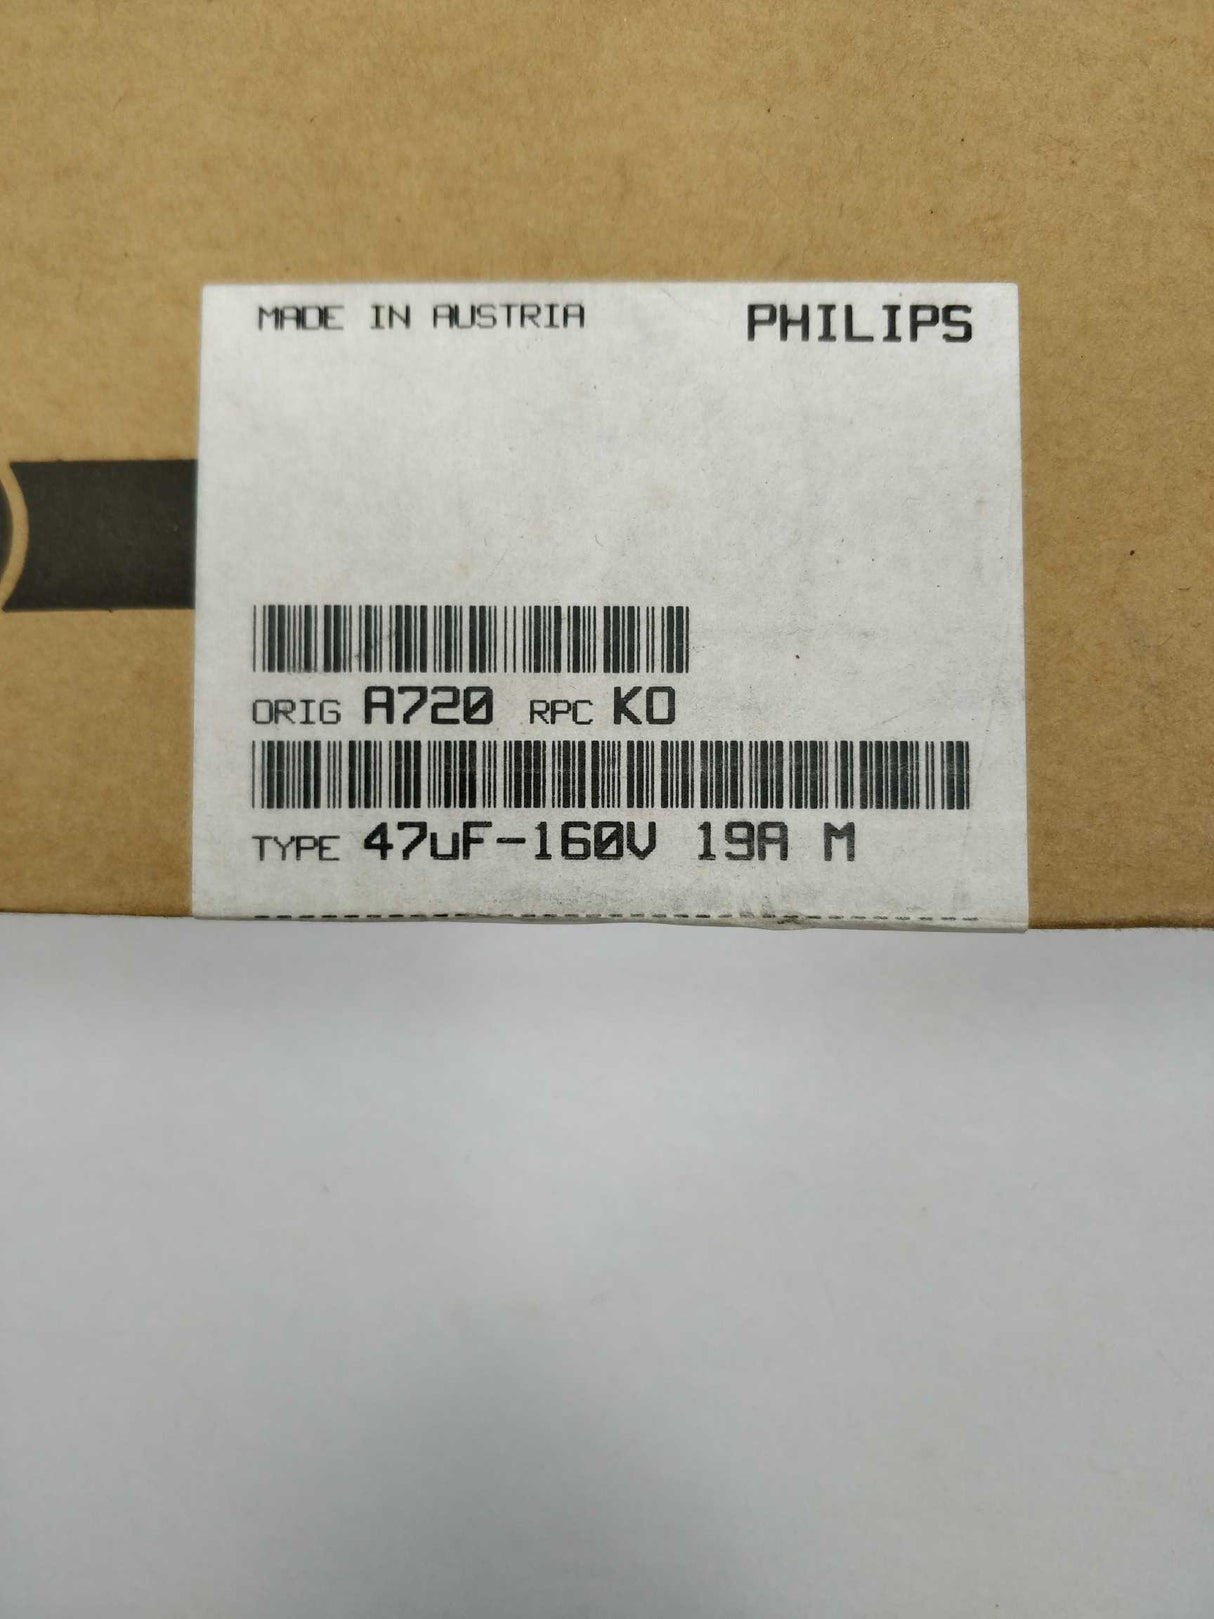 MADE IN AUSTRIA PHILIPS
ORIG A720 RPC KO
TYPE 47uF-160V 19A M